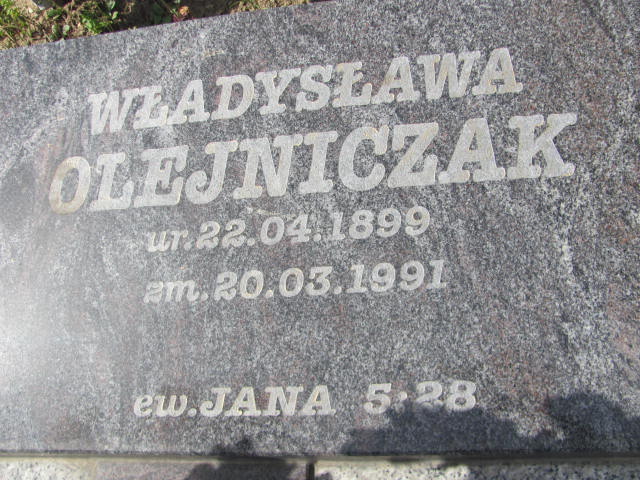 WŁADYSŁAWA
OLEJNICZAK
ur.22.04.1899
zm.20.03.1991
ew.JANA 5:28